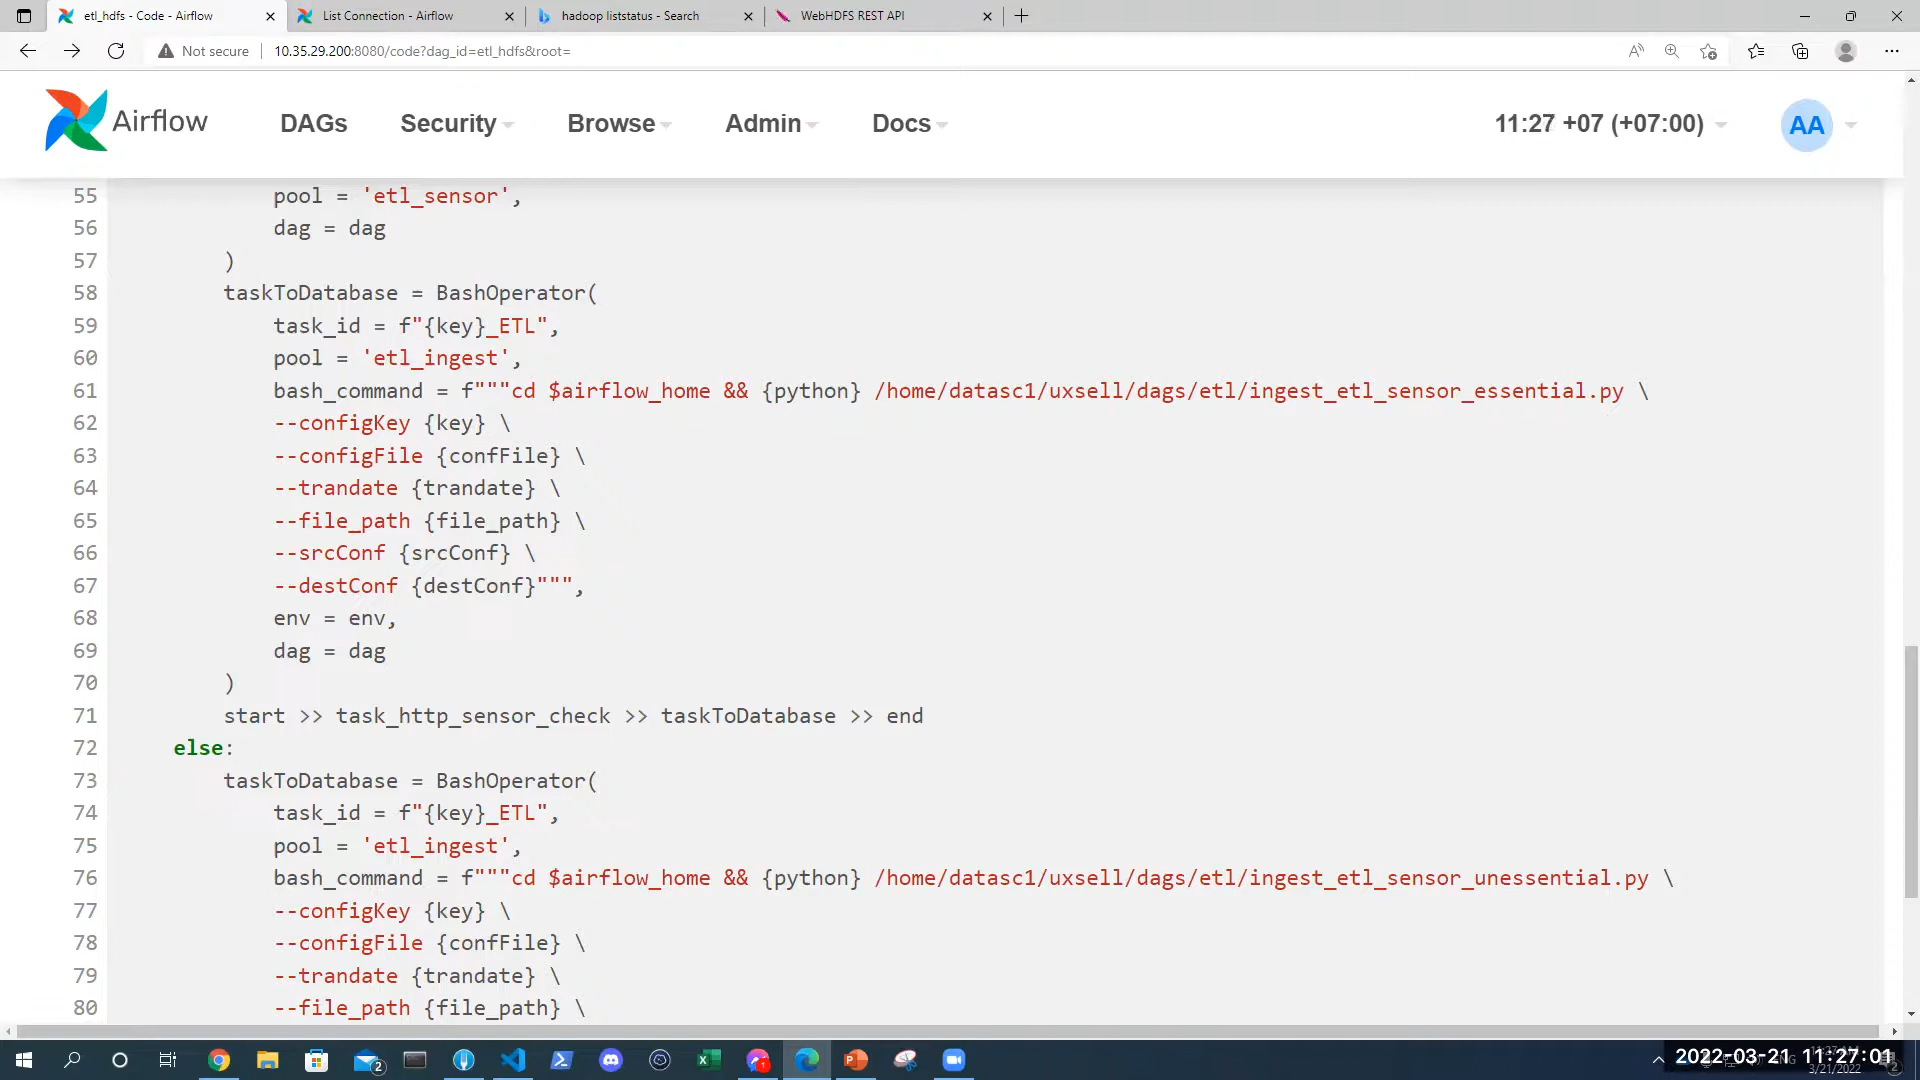 etl_hdfs - Code - Airflow
List Connection - Airflow
hadoop liststatus - Search
WebHDFS REST API
Not secure
10.35.29.200:8080/code?dag_id=etl_hdfs&root=
Airflow
DAGs
Security
Browse
Admin
Docs
11:27 +07 (+07:00)
AA
55 pool = 'etl_sensor',
56 dag = dag
57 )
58 taskToDatabase = BashOperator(
59 task_id = f"{key}_ETL",
60 pool = 'etl_ingest',
61 bash_command = f"""cd $airflow_home && {python} /home/datasc1/uxsell/dags/etl/ingest_etl_sensor_essential.py \
62 --configKey {key} \
63 --configFile {confFile} \
64 --trandate {trandate} \
65 --file_path {file_path} \
66 --srcConf {srcConf} \
67 --destConf {destConf}""",
68 env = env,
69 dag = dag
70 )
71 start >> task_http_sensor_check >> taskToDatabase >> end
72 else:
73 taskToDatabase = BashOperator(
74 task_id = f"{key}_ETL",
75 pool = 'etl_ingest',
76 bash_command = f"""cd $airflow_home && {python} /home/datasc1/uxsell/dags/etl/ingest_etl_sensor_unessential.py \
77 --configKey {key} \
78 --configFile {confFile} \
79 --trandate {trandate} \
80 --file_path {file_path} \
2022-03-21 11:27:01
3/21/2022